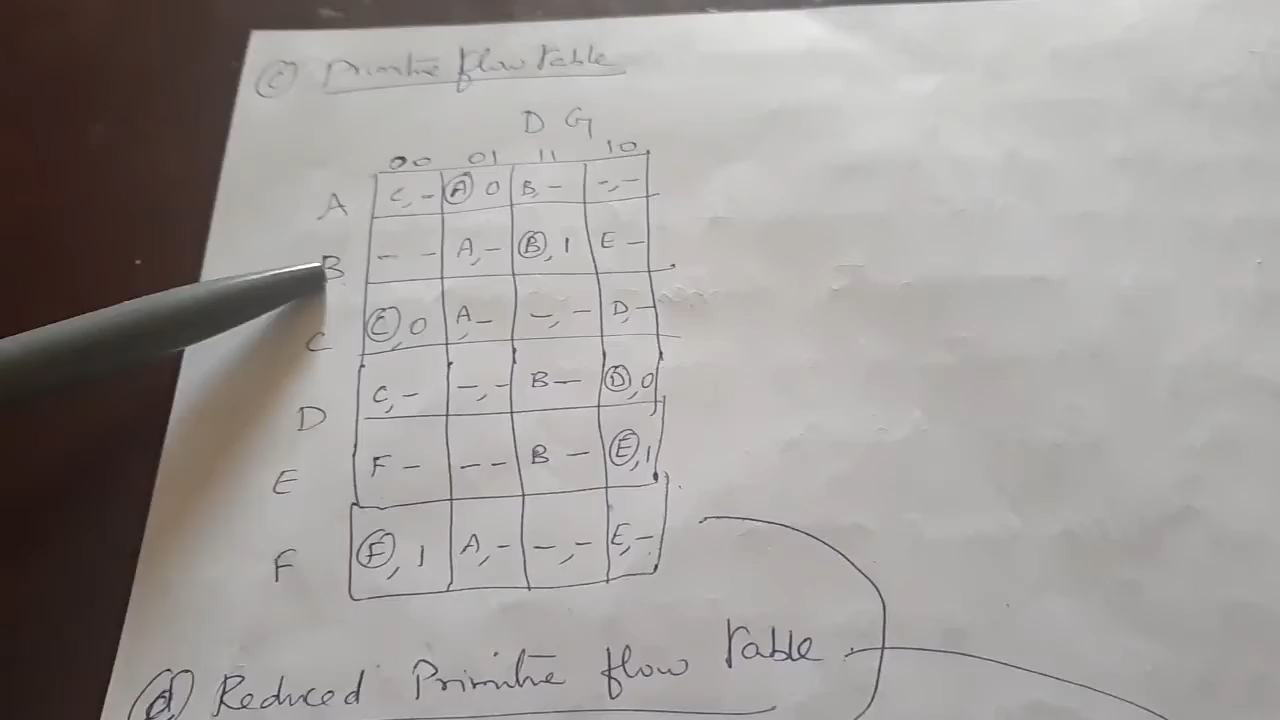 (c) Primitive flow table
D G
00 01 11 10
A C, - (A) 0 B, - -, -
B - - A, - (B), 1 E -
C (C), 0 A, - -, - D, -
D C, - -, - B - (D), 0
E F - - - B - (E), 1
F (F), 1 A, - -, - E, -
(d) Reduced Primitive flow table